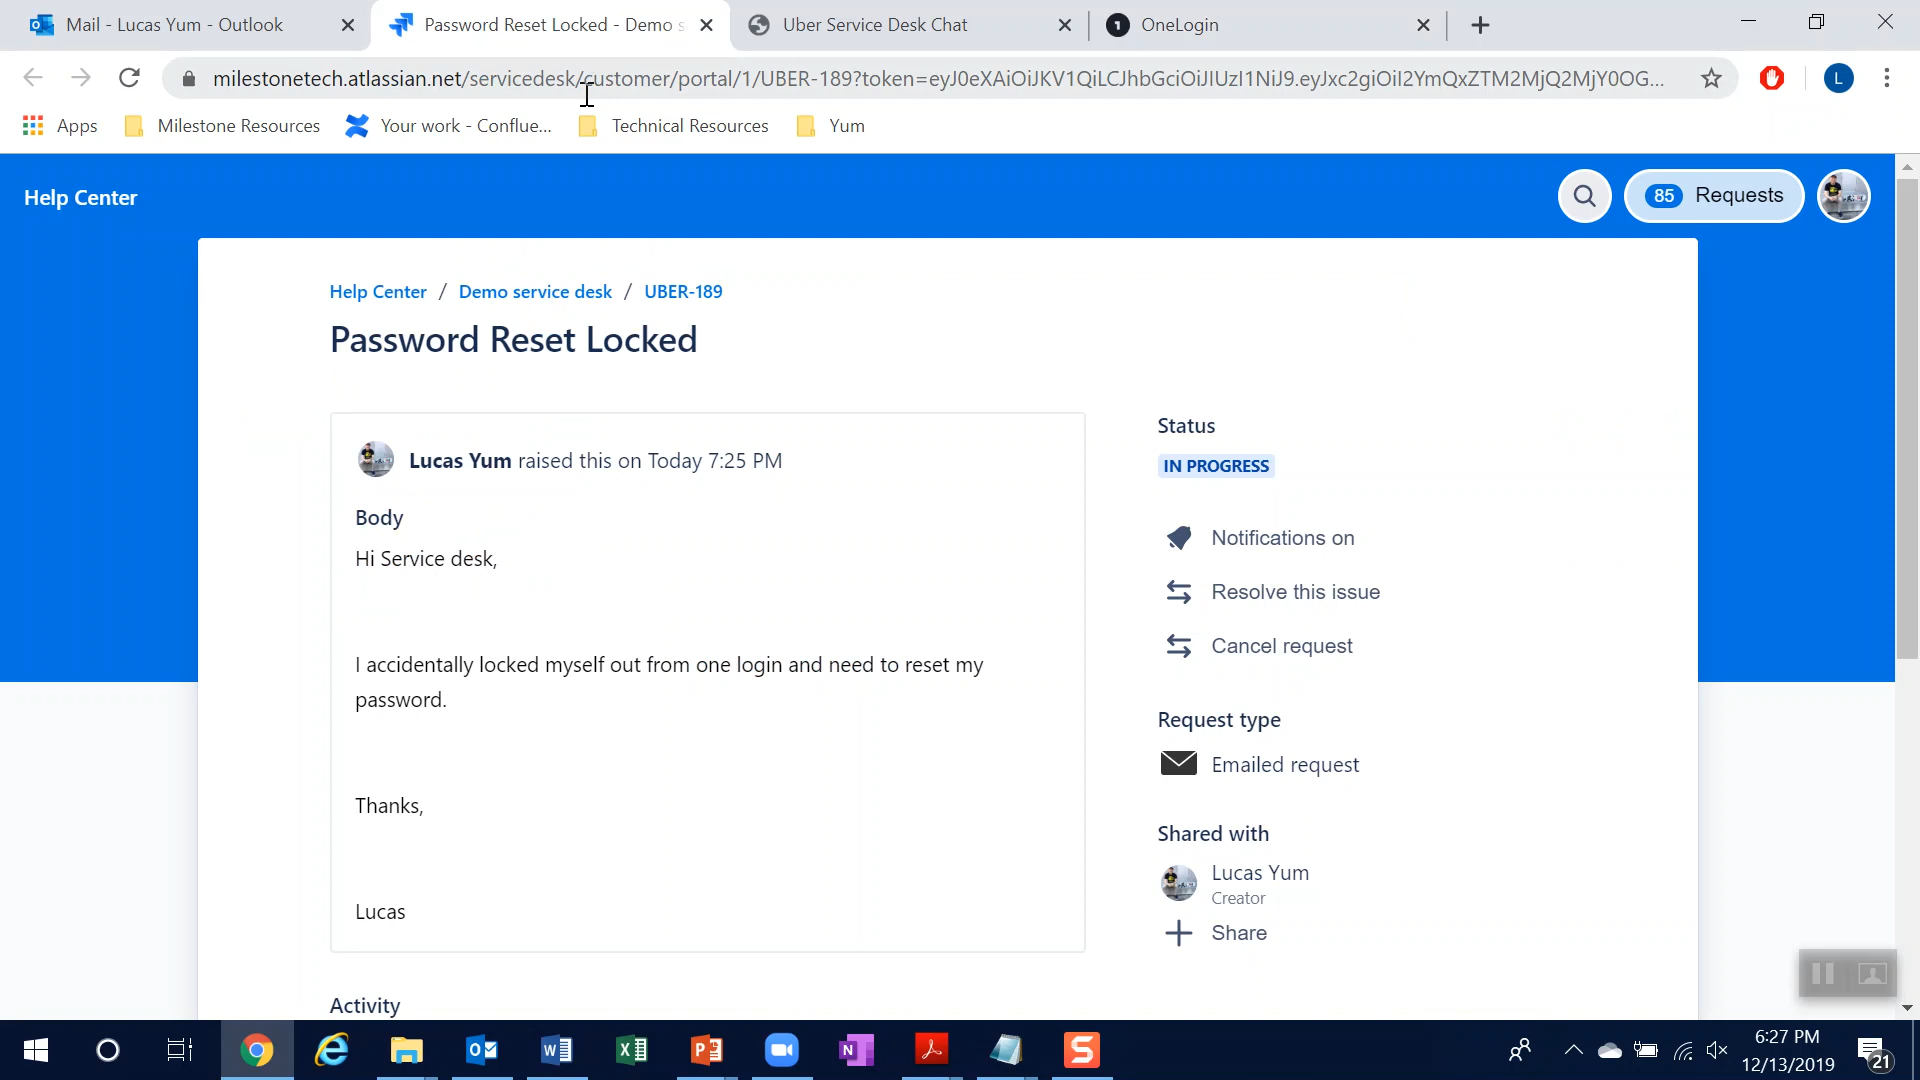 Mail - Lucas Yum - Outlook
Password Reset Locked - Demo s
Uber Service Desk Chat
OneLogin
milestonetech.atlassian.net/servicedesk/customer/portal/1/UBER-189?token=eyJ0eXAiOiJKV1QiLCJhbGciOiJIUzI1NiJ9.eyJxc2giOiI2YmQxZTM2MjQ2MjY0OG...
L
Apps
Milestone Resources
Your work - Conflue...
Technical Resources
Yum
Help Center
85 Requests
Help Center / Demo service desk / UBER-189
Password Reset Locked
Lucas Yum raised this on Today 7:25 PM
Body
Hi Service desk,
I accidentally locked myself out from one login and need to reset my
password.
Thanks,
Lucas
Activity
Status
IN PROGRESS
Notifications on
Resolve this issue
Cancel request
Request type
Emailed request
Shared with
Lucas Yum
Creator
Share
6:27 PM
12/13/2019
21